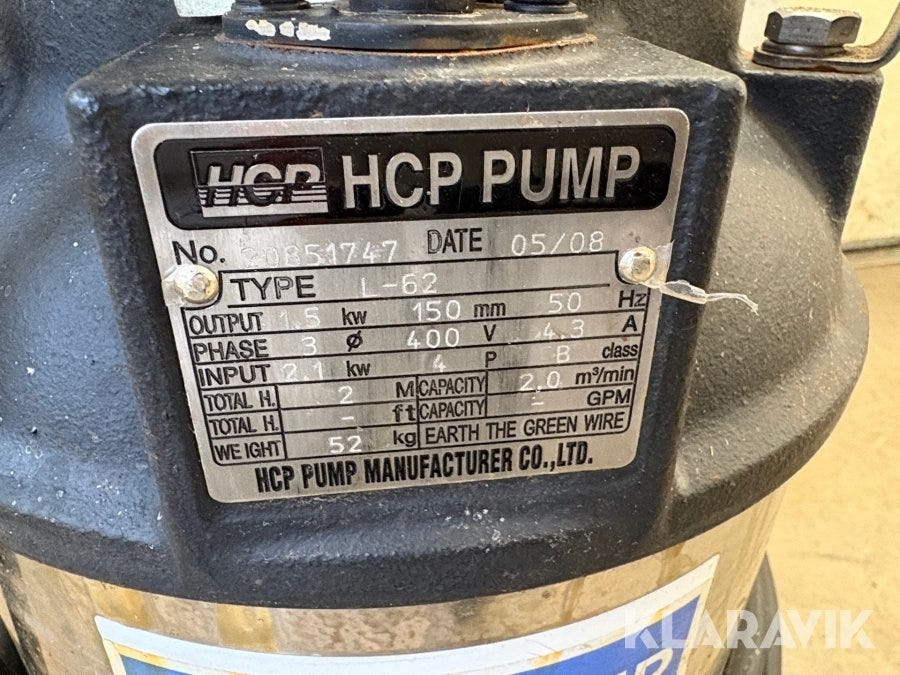 HCP HCP PUMP
No. 20851747 DATE 05/08
TYPE L-62
OUTPUT 1.5 kw 150 mm 50 Hz
PHASE 3 ø 400 V 4.3 A
INPUT 2.1 kw 4 P B class
TOTAL H. 2 M CAPACITY 2.0 m³/min
TOTAL H. - ft CAPACITY - GPM
WEIGHT 52 kg EARTH THE GREEN WIRE
HCP PUMP MANUFACTURER CO.,LTD.
KLARAVIK